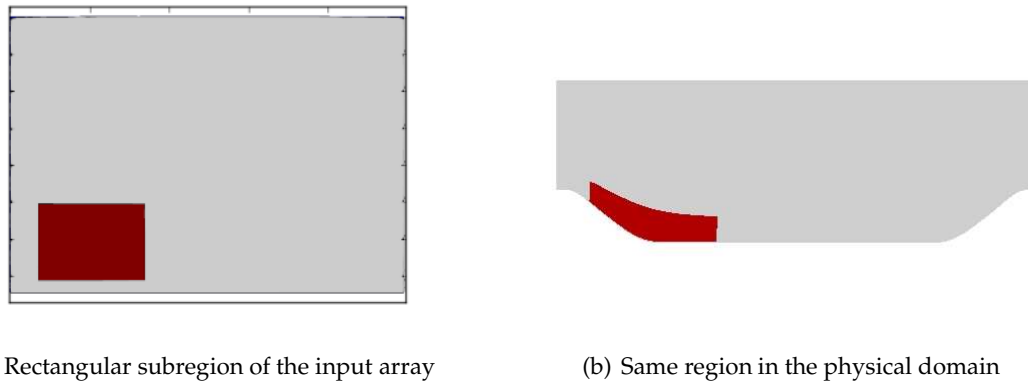 Rectangular subregion of the input array
(b) Same region in the physical domain